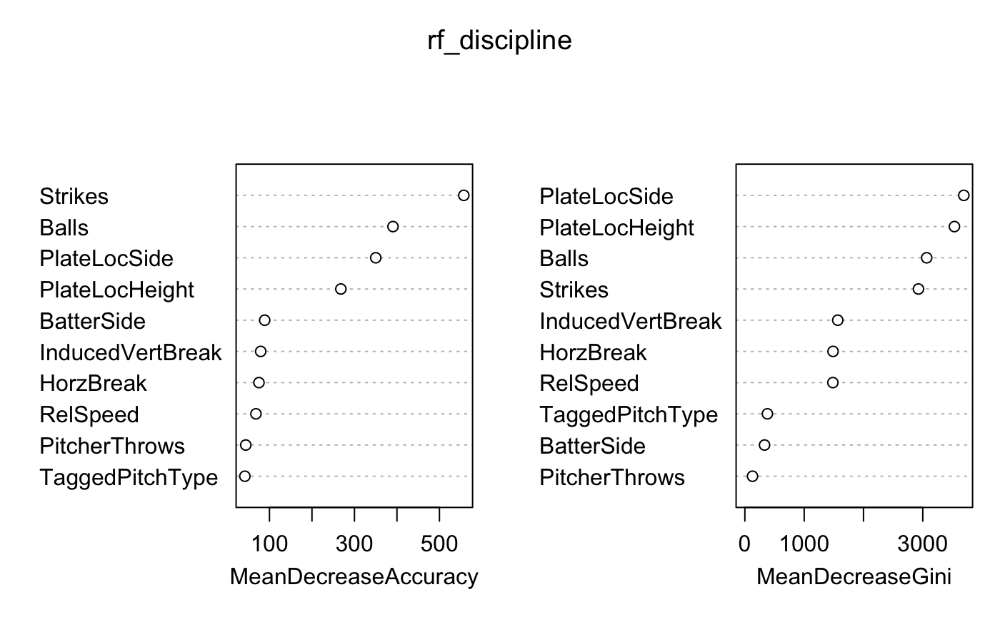 rf_discipline
Strikes
Balls
PlateLocSide
PlateLocHeight
BatterSide
InducedVertBreak
HorzBreak
RelSpeed
PitcherThrows
TaggedPitchType
100 300 500
MeanDecreaseAccuracy
PlateLocSide
PlateLocHeight
Balls
Strikes
InducedVertBreak
HorzBreak
RelSpeed
TaggedPitchType
BatterSide
PitcherThrows
0 1000 3000
MeanDecreaseGini